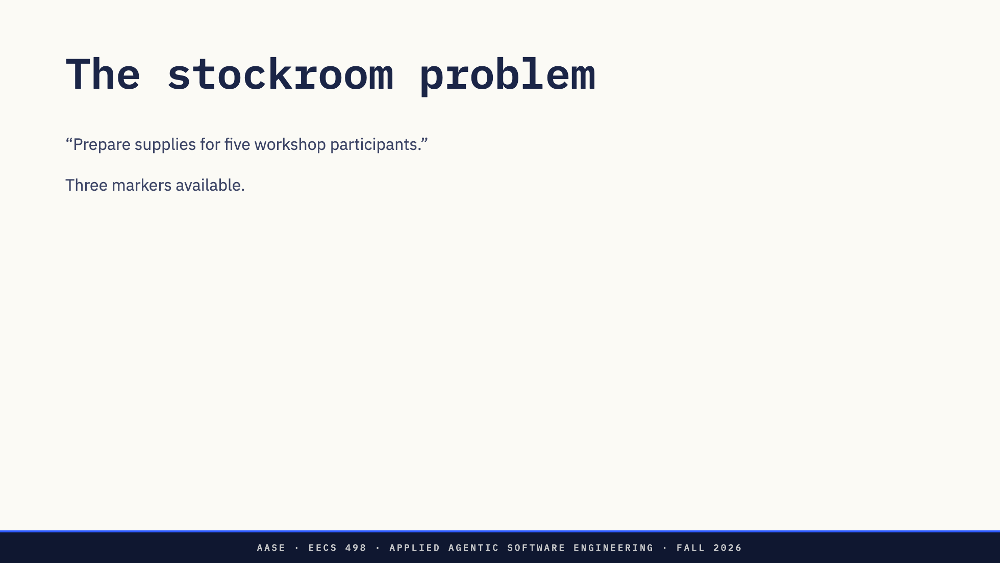 The stockroom problem
“Prepare supplies for five workshop participants.”
Three markers available.
AASE · EECS 498 · APPLIED AGENTIC SOFTWARE ENGINEERING · FALL 2026